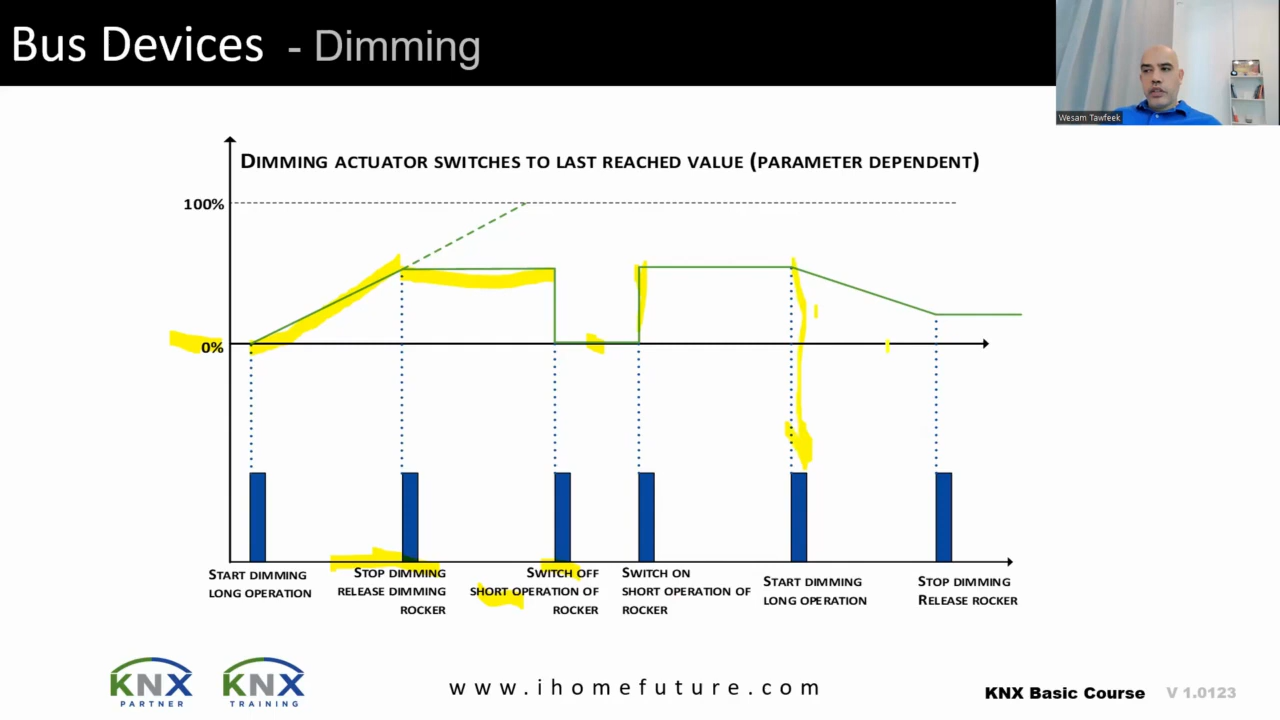 Bus Devices - Dimming
Wesam Tawfeek
DIMMING ACTUATOR SWITCHES TO LAST REACHED VALUE (PARAMETER DEPENDENT)
100%
0%
START DIMMING
LONG OPERATION
STOP DIMMING
RELEASE DIMMING
ROCKER
SWITCH OFF
SHORT OPERATION OF
ROCKER
SWITCH ON
SHORT OPERATION OF
ROCKER
START DIMMING
LONG OPERATION
STOP DIMMING
RELEASE ROCKER
KNX
PARTNER
KNX
TRAINING
www.ihomefuture.com
KNX Basic Course V 1.0123